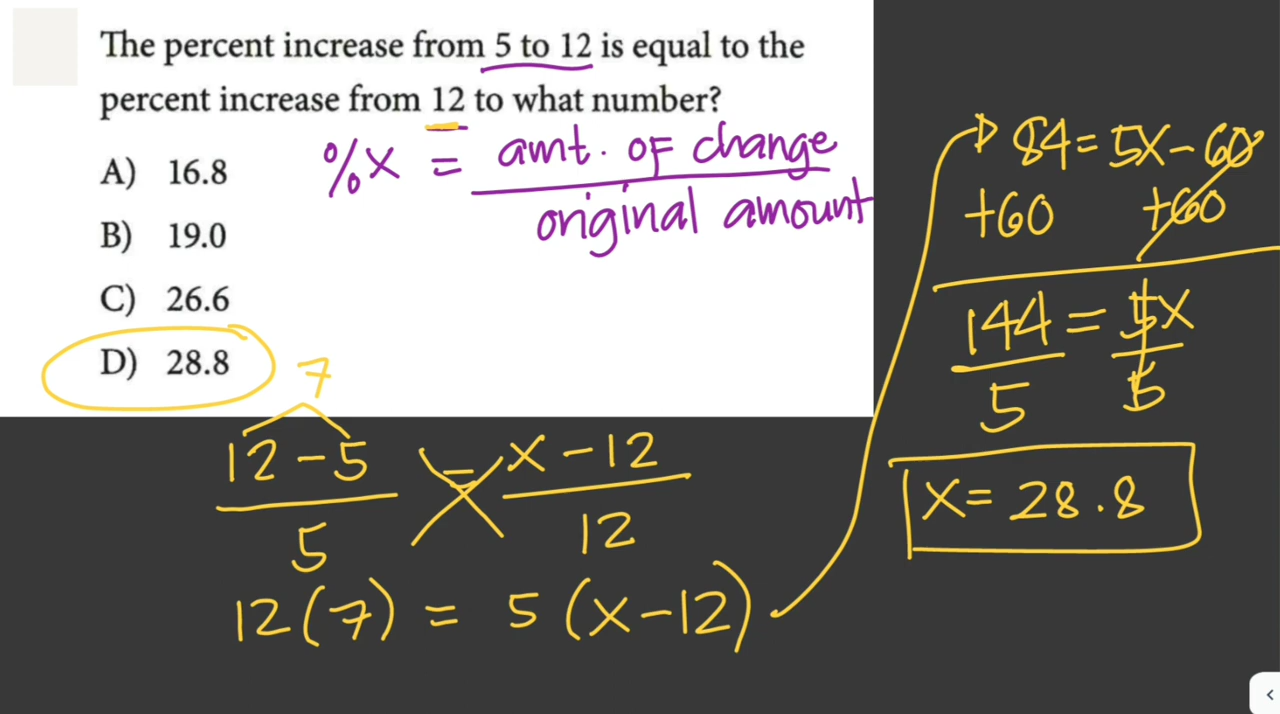 The percent increase from 5 to 12 is equal to the
percent increase from 12 to what number?
A) 16.8
B) 19.0
C) 26.6
D) 28.8
%x = amt. of change
original amount
7
12 - 5 = x - 12
5 12
12(7) = 5(x - 12)
84 = 5x - 60
+60 +60
144 = 5x
5 5
x = 28.8